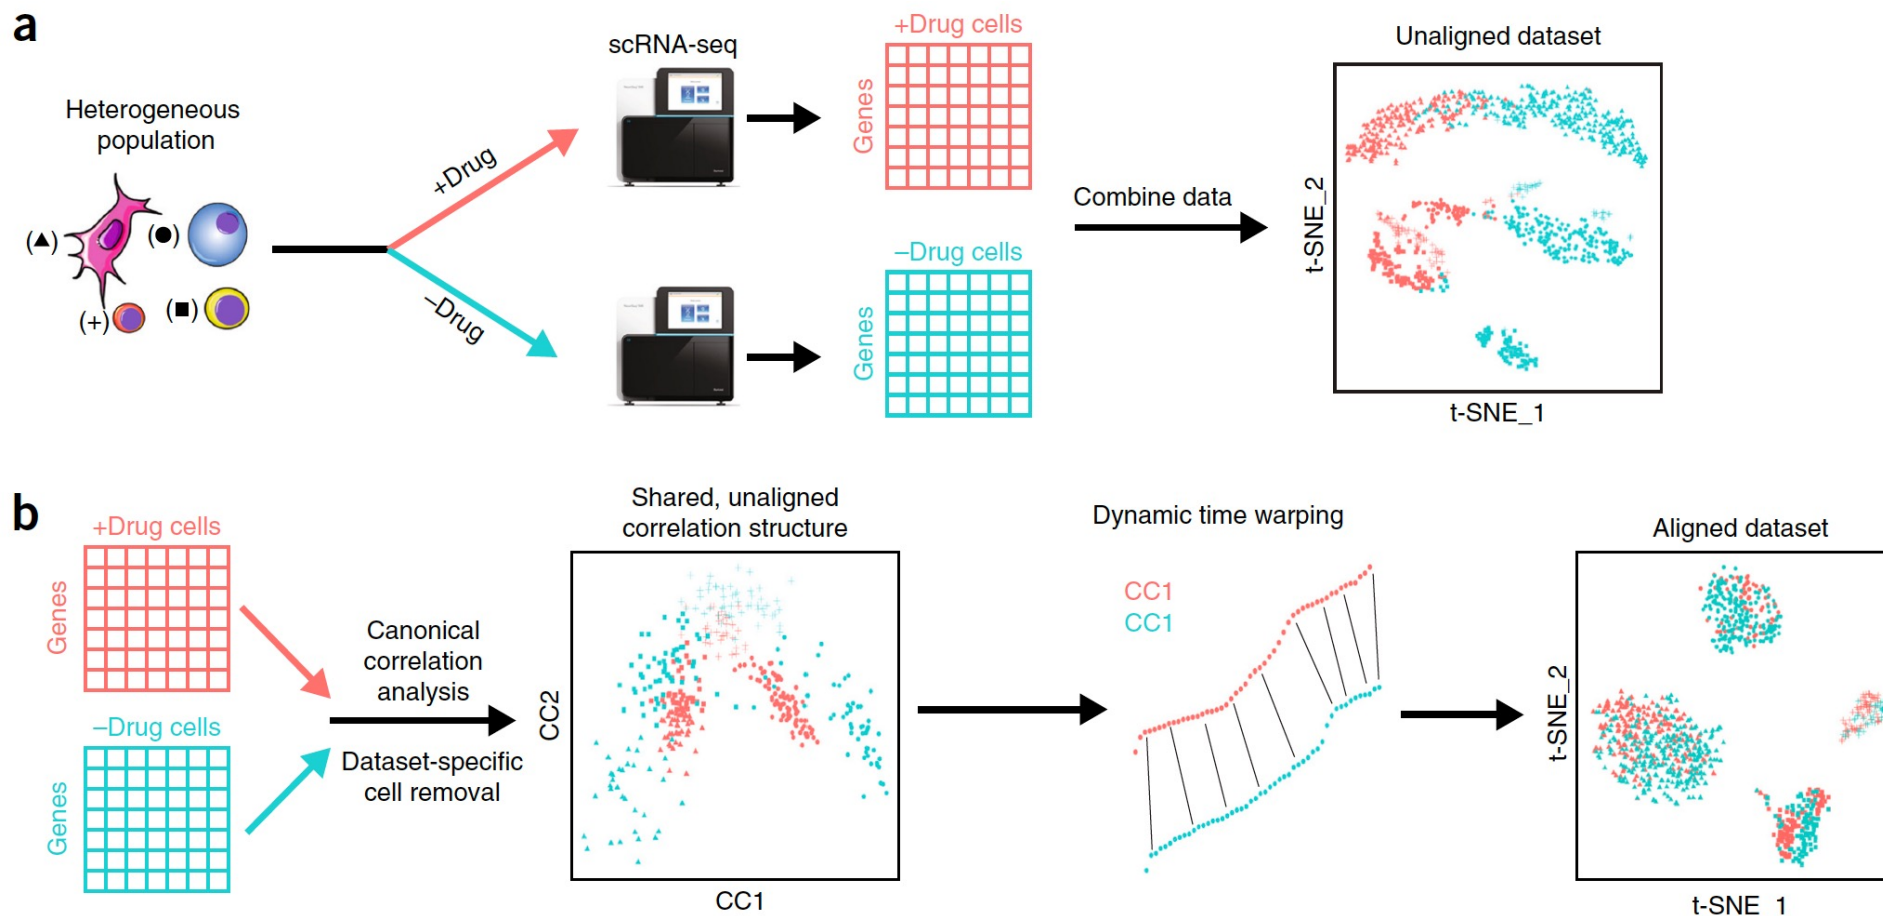 a
Heterogeneous
population
(▲)
(●)
(+)
(■)
+Drug
–Drug
scRNA-seq
+Drug cells
Genes
–Drug cells
Genes
Combine data
Unaligned dataset
t-SNE_2
t-SNE_1
b
+Drug cells
Genes
–Drug cells
Genes
Canonical
correlation
analysis
Dataset-specific
cell removal
Shared, unaligned
correlation structure
CC2
CC1
Dynamic time warping
CC1
CC1
Aligned dataset
t-SNE_2
t-SNE_1